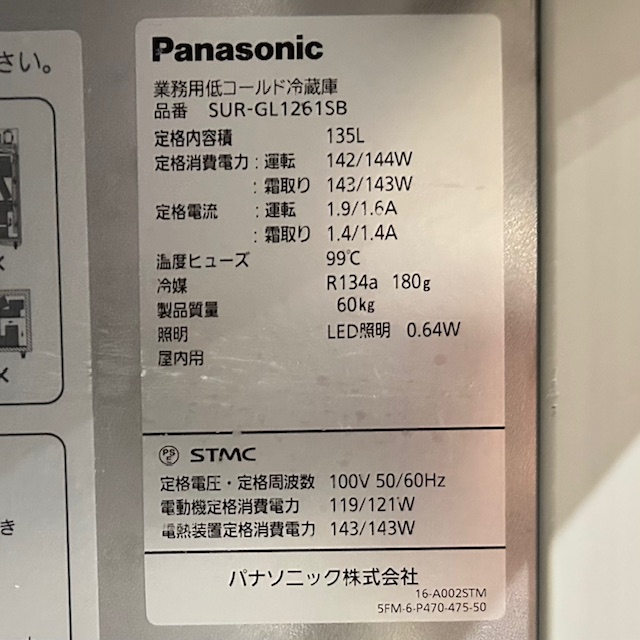 さい。
Panasonic
業務用低コールド冷蔵庫
品番 SUR-GL1261SB
定格内容積 135L
定格消費電力：運転 142/144W
：霜取り 143/143W
定格電流：運転 1.9/1.6A
：霜取り 1.4/1.4A
温度ヒューズ 99℃
冷媒 R134a 180g
製品質量 60kg
照明 LED照明 0.64W
屋内用
PSE STMC
定格電圧・定格周波数 100V 50/60Hz
電動機定格消費電力 119/121W
電熱装置定格消費電力 143/143W
き
パナソニック株式会社
16-A002STM
5FM-6-P470-475-50